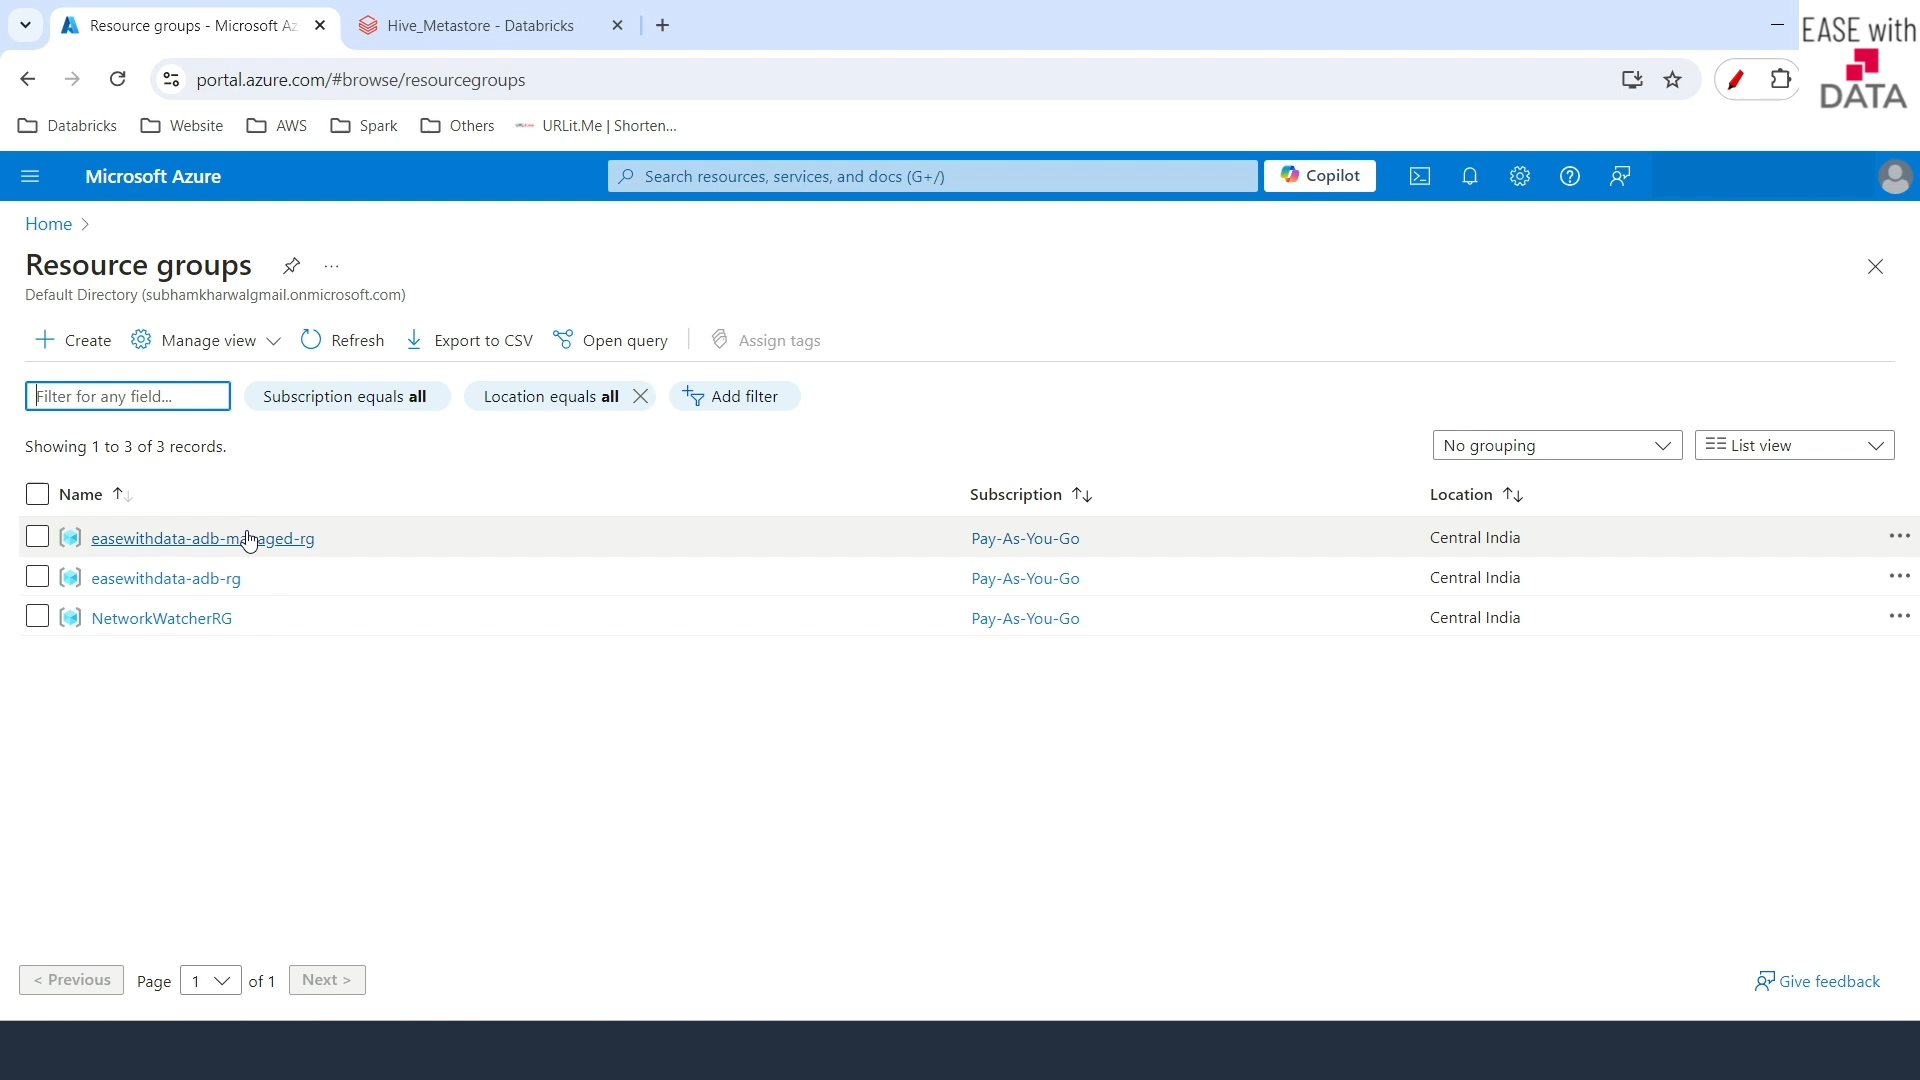 Resource groups - Microsoft Az
Hive_Metastore - Databricks
EASE with
DATA
portal.azure.com/#browse/resourcegroups
Databricks
Website
AWS
Spark
Others
URLit.Me | Shorten...
Microsoft Azure
Search resources, services, and docs (G+/)
Copilot
Home
Resource groups
Default Directory (subhamkharwalgmail.onmicrosoft.com)
Create
Manage view
Refresh
Export to CSV
Open query
Assign tags
Filter for any field...
Subscription equals all
Location equals all
Add filter
Showing 1 to 3 of 3 records.
No grouping
List view
Name
Subscription
Location
easewithdata-adb-managed-rg
Pay-As-You-Go
Central India
easewithdata-adb-rg
Pay-As-You-Go
Central India
NetworkWatcherRG
Pay-As-You-Go
Central India
< Previous
Page
1
of 1
Next >
Give feedback